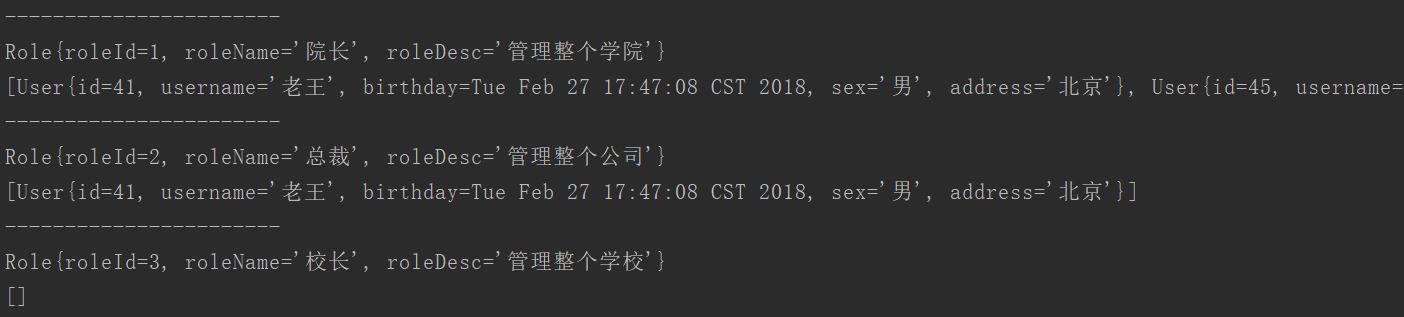 -----------------------
Role{roleId=1, roleName='院长', roleDesc='管理整个学院'}
[User{id=41, username='老王', birthday=Tue Feb 27 17:47:08 CST 2018, sex='男', address='北京'}, User{id=45, username=
-----------------------
Role{roleId=2, roleName='总裁', roleDesc='管理整个公司'}
[User{id=41, username='老王', birthday=Tue Feb 27 17:47:08 CST 2018, sex='男', address='北京'}]
-----------------------
Role{roleId=3, roleName='校长', roleDesc='管理整个学校'}
[]